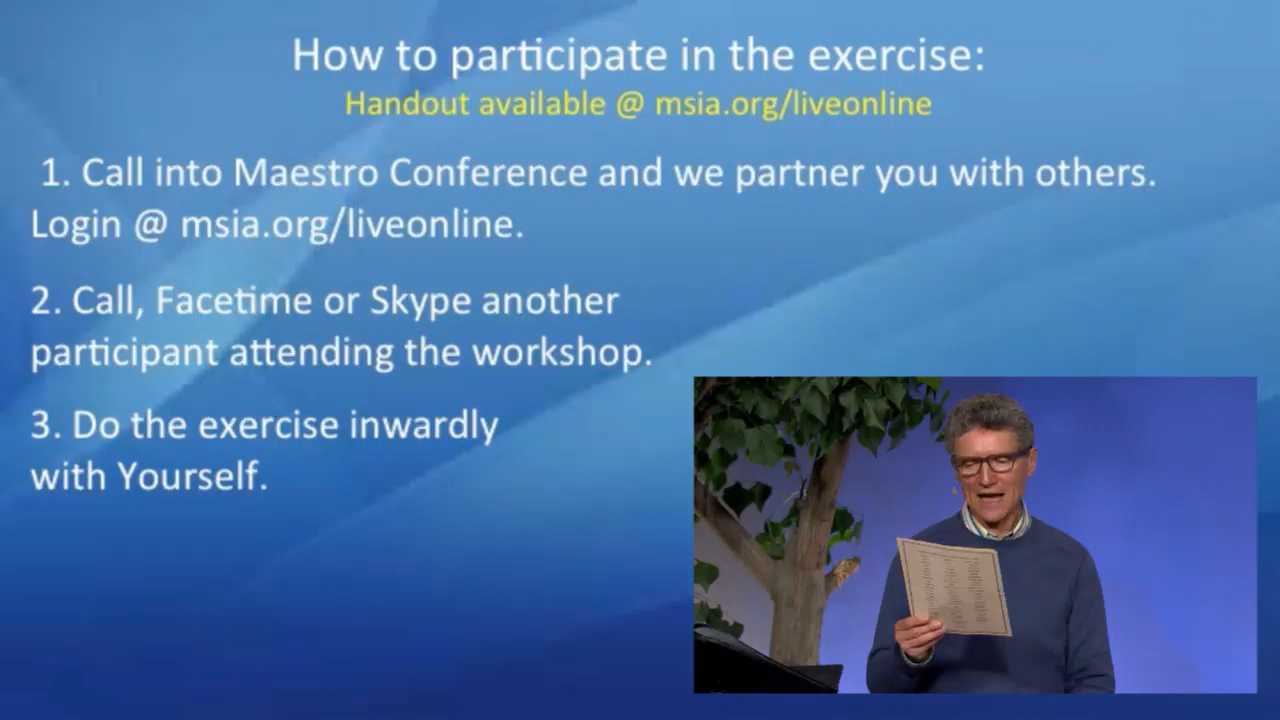 How to participate in the exercise:
Handout available @ msia.org/liveonline
1. Call into Maestro Conference and we partner you with others.
Login @ msia.org/liveonline.
2. Call, Facetime or Skype another
participant attending the workshop.
3. Do the exercise inwardly
with Yourself.